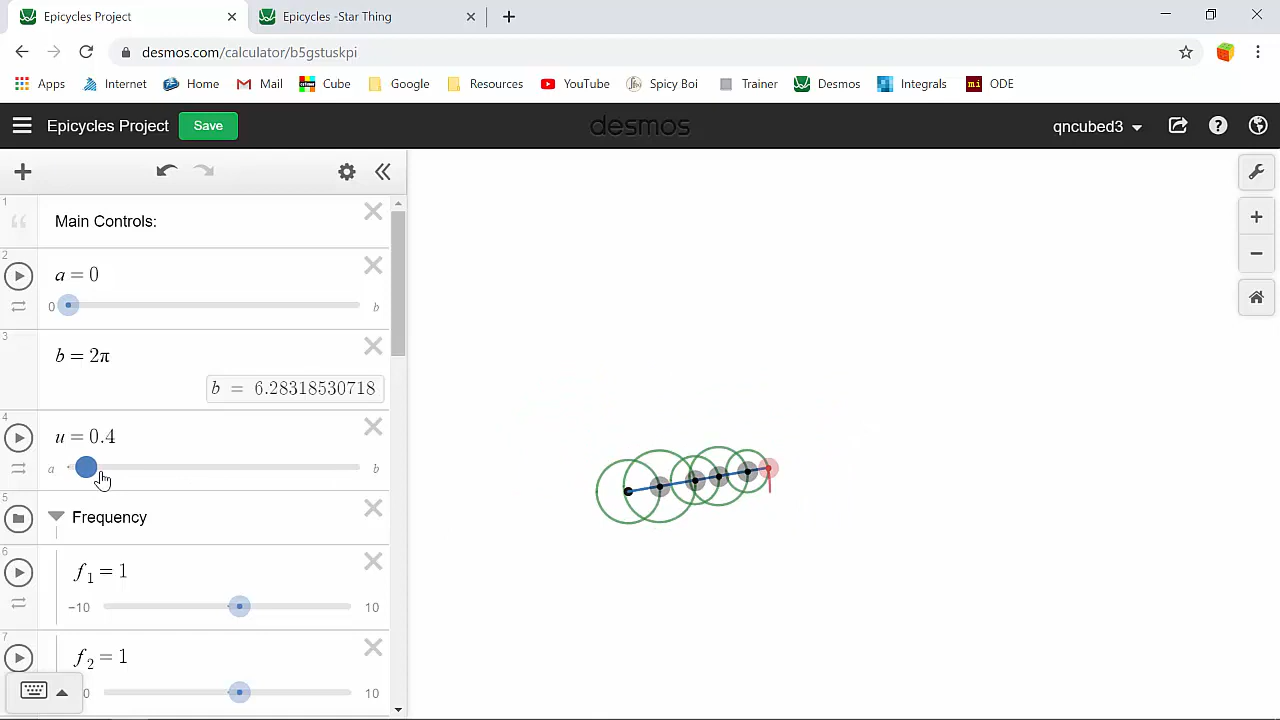 Epicycles Project
Epicycles -Star Thing
desmos.com/calculator/b5gstuskpi
Apps Internet Home Mail Cube Google Resources YouTube Spicy Boi Trainer Desmos Integrals mi ODE
Epicycles Project Save desmos qncubed3
1
Main Controls:
2
a = 0
0 b
3
b = 2π
b = 6.28318530718
4
u = 0.4
a b
5
Frequency
6
f₁ = 1
−10 10
7
f₂ = 1
0 10